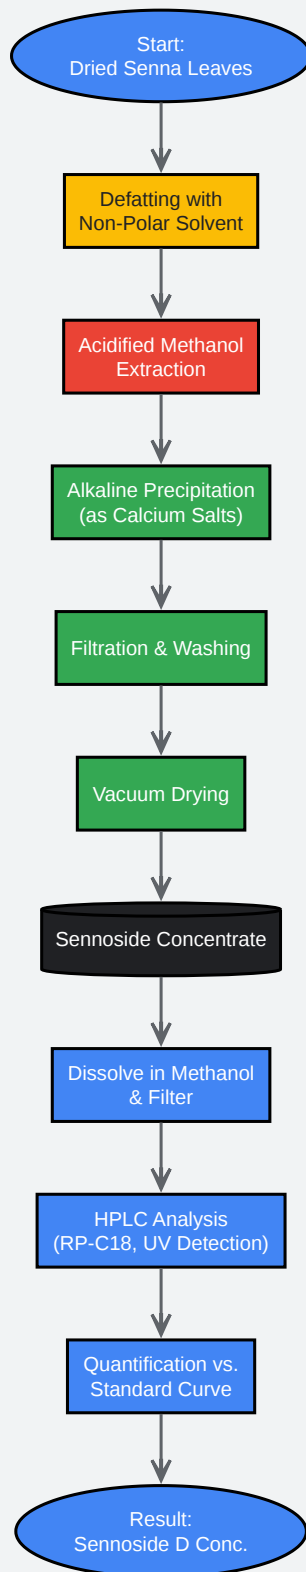 Start:
Dried Senna Leaves
Defatting with
Non-Polar Solvent
Acidified Methanol
Extraction
Alkaline Precipitation
(as Calcium Salts)
Filtration & Washing
Vacuum Drying
Sennoside Concentrate
Dissolve in Methanol
& Filter
HPLC Analysis
(RP-C18, UV Detection)
Quantification vs.
Standard Curve
Result:
Sennoside D Conc.